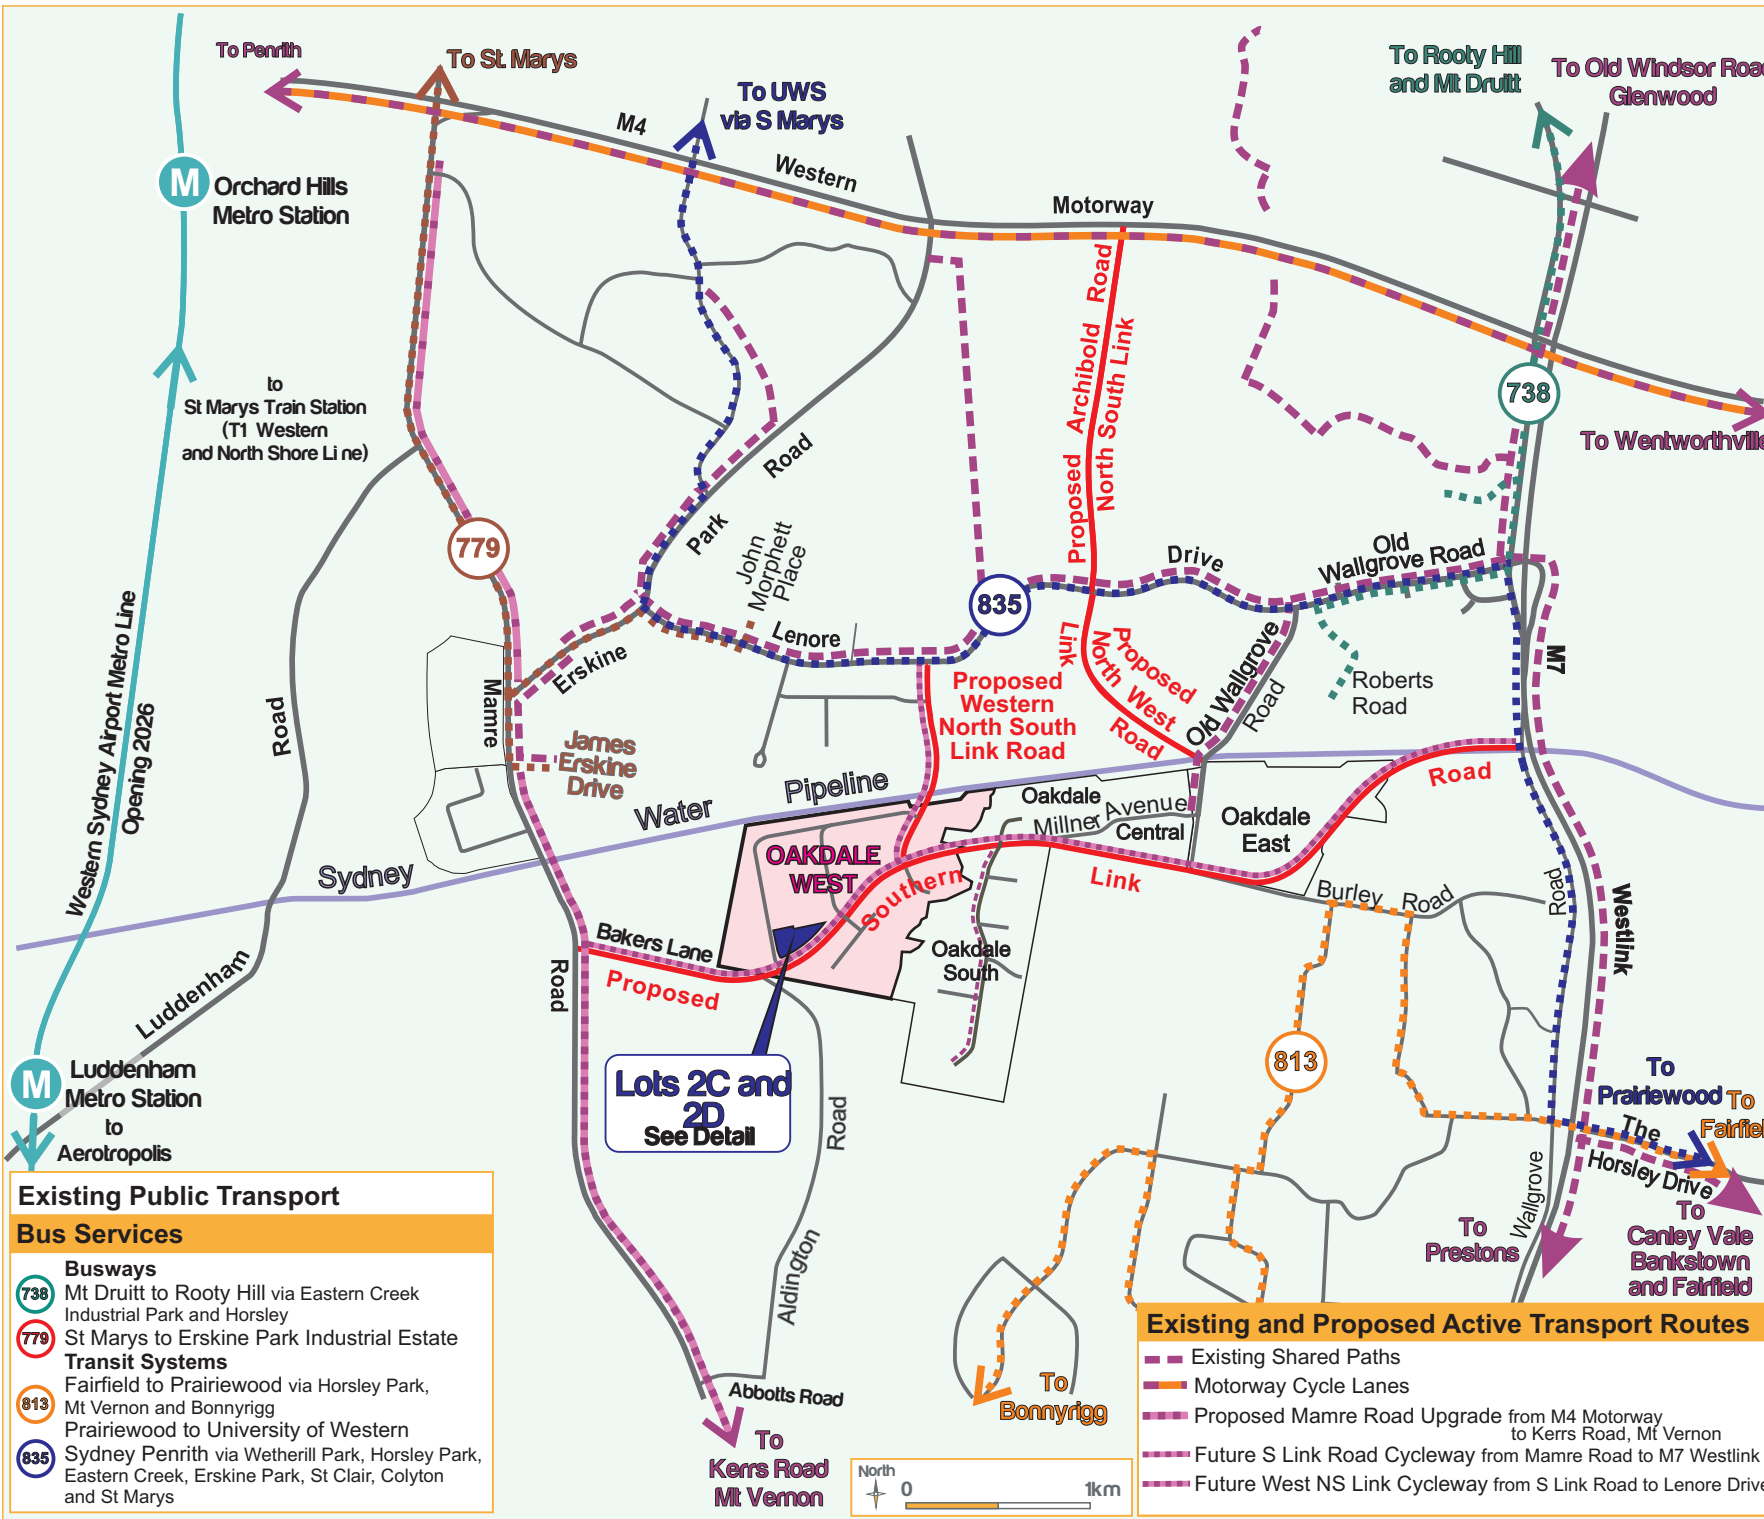 To Penrith
To St. Marys
To UWS
via S Marys
To Rooty Hill
and Mt Druitt
To Old Windsor Road
Glenwood
M4
Western
Motorway
M
Orchard Hills
Metro Station
to
St Marys Train Station
(T1 Western
and North Shore Line)
Proposed Archibold Road
North South Link
738
To Wentworthville
Road
Park
John
Morphett
Place
779
835
Lenore
Drive
Old
Wallgrove Road
Erskine
Mamre
James
Erskine
Drive
Link
Proposed
North West
Road
Proposed
Western
North South
Link Road
Old Wallgrove
Road
Roberts
Road
M7
Western Sydney Airport Metro Line
Opening 2026
Road
Sydney
Water
Pipeline
Oakdale
Millner Avenue
Central
Oakdale
East
Road
OAKDALE
WEST
Southern
Link
Burley Road
Road
Westlink
Bakers Lane
Proposed
Oakdale
South
Road
Luddenham
M
Luddenham
Metro Station
to
Aerotropolis
Lots 2C and
2D
See Detail
Road
Aldington
813
To
Prairiewood
To
Fairfiel
The
Horsley Drive
Wallgrove
To
Prestons
To
Canley Vale
Bankstown
and Fairfield
Abbotts Road
To
Kerrs Road
Mt Vernon
To
Bonnyrigg
Existing Public Transport
Bus Services
Busways
738 Mt Druitt to Rooty Hill via Eastern Creek
Industrial Park and Horsley
779 St Marys to Erskine Park Industrial Estate
Transit Systems
813 Fairfield to Prairiewood via Horsley Park,
Mt Vernon and Bonnyrigg
Prairiewood to University of Western
835 Sydney Penrith via Wetherill Park, Horsley Park,
Eastern Creek, Erskine Park, St Clair, Colyton
and St Marys
North
0 1km
Existing and Proposed Active Transport Routes
Existing Shared Paths
Motorway Cycle Lanes
Proposed Mamre Road Upgrade from M4 Motorway
to Kerrs Road, Mt Vernon
Future S Link Road Cycleway from Mamre Road to M7 Westlink
Future West NS Link Cycleway from S Link Road to Lenore Drive